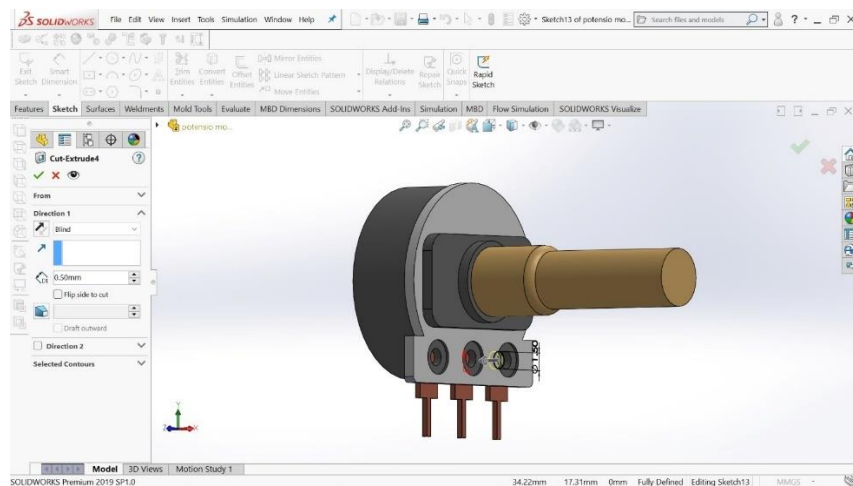 SOLIDWORKS File Edit View Insert Tools Simulation Window Help Sketch13 of potensio mo... Search files and models
Exit Sketch Smart Dimension Trim Entities Convert Entities Offset Entities Mirror Entities Linear Sketch Pattern Move Entities Display/Delete Relations Repair Sketch Quick Snaps Rapid Sketch
Features Sketch Surfaces Weldments Mold Tools Evaluate MBD Dimensions SOLIDWORKS Add-Ins Simulation MBD Flow Simulation SOLIDWORKS Visualize
potensio mo...
Cut-Extrude4
From
Direction 1
Blind
0.50mm
Flip side to cut
Draft outward
Direction 2
Selected Contours
Ø1.50
Y
Z X
Model 3D Views Motion Study 1
SOLIDWORKS Premium 2019 SP1.0 34.22mm 17.31mm 0mm Fully Defined Editing Sketch13 MMGS